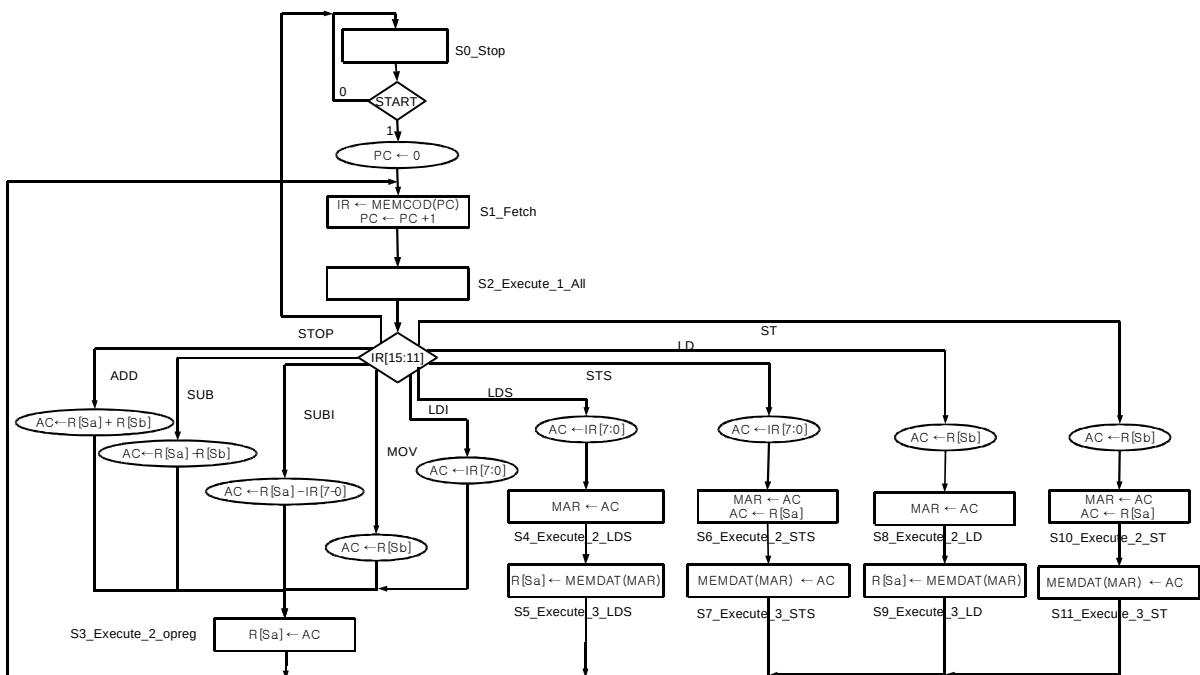 S0_Stop
0
START
1
PC ← 0
IR ← MEMCOD(PC)
PC ← PC +1
S1_Fetch
S2_Execute_1_All
STOP
IR[15:11]
ST
LD
STS
LDS
LDI
ADD
SUB
SUBI
MOV
AC←R[Sa] + R[Sb]
AC←R[Sa] -R[Sb]
AC ←R[Sa] -IR[7-0]
AC ←R[Sb]
AC ←IR[7:0]
AC ←IR[7:0]
AC ←IR[7:0]
AC ←R[Sb]
AC ←R[Sb]
MAR ← AC
MAR ← AC
AC ← R[Sa]
MAR ← AC
MAR ← AC
AC ← R[Sa]
S4_Execute_2_LDS
S6_Execute_2_STS
S8_Execute_2_LD
S10_Execute_2_ST
R[Sa] ← MEMDAT(MAR)
MEMDAT(MAR) ← AC
R[Sa] ← MEMDAT(MAR)
MEMDAT(MAR) ← AC
S5_Execute_3_LDS
S7_Execute_3_STS
S9_Execute_3_LD
S11_Execute_3_ST
S3_Execute_2_opreg
R[Sa] ← AC